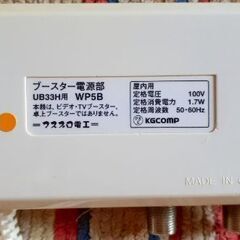 ブースター電源部
UB33H用 WP5B
本器は、ビデオ・TVブースター、
卓上ブースターではありません。
屋内用
定格電圧 100V
定格消費電力 1.7W
定格周波数 50-60Hz
KGCOMP
MADE IN